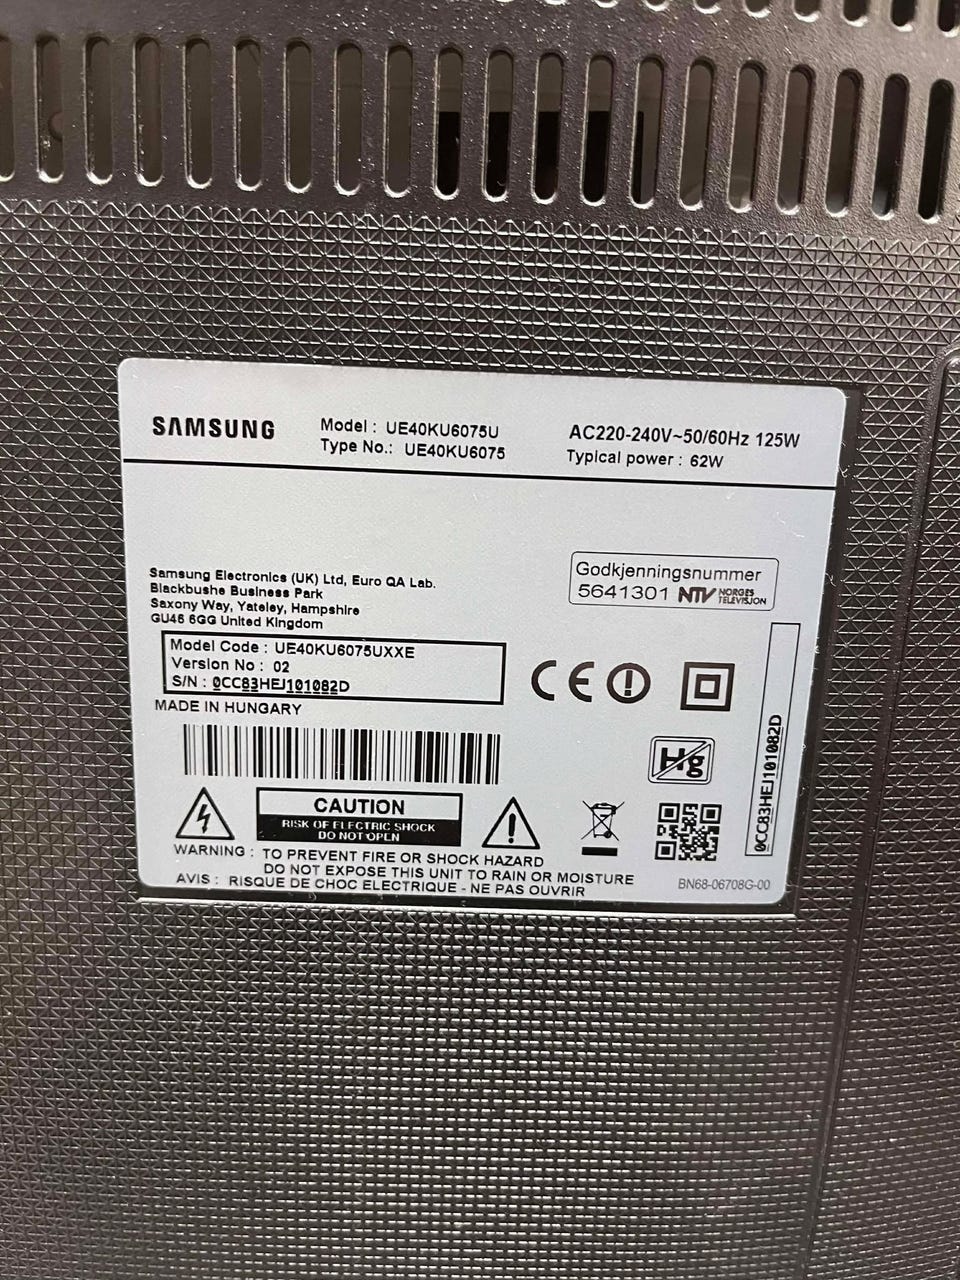 SAMSUNG
Model : UE40KU6075U
Type No.: UE40KU6075
AC220-240V~50/60Hz 125W
Typical power : 62W
Samsung Electronics (UK) Ltd, Euro QA Lab.
Blackbushe Business Park
Saxony Way, Yateley, Hampshire
GU46 6GG United Kingdom
Godkjenningsnummer
5641301 NTV NORGES TELEVISJON
Model Code : UE40KU6075UXXE
Version No : 02
S/N : 0CC83HEJ101082D
MADE IN HUNGARY
CE
Hg
0CC83HEJ101082D
CAUTION
RISK OF ELECTRIC SHOCK
DO NOT OPEN
WARNING : TO PREVENT FIRE OR SHOCK HAZARD
DO NOT EXPOSE THIS UNIT TO RAIN OR MOISTURE
AVIS : RISQUE DE CHOC ELECTRIQUE - NE PAS OUVRIR
BN68-06708G-00